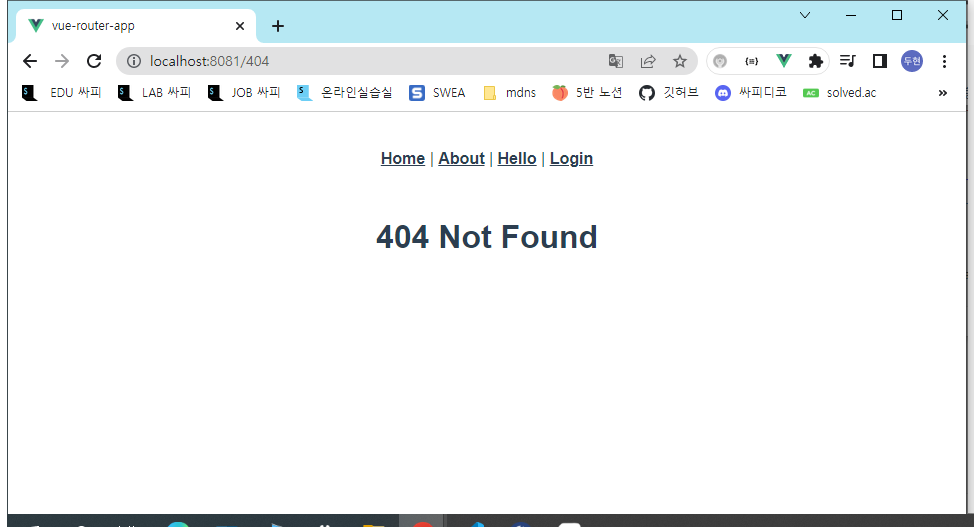 vue-router-app
localhost:8081/404
두현
EDU 싸피 LAB 싸피 JOB 싸피 온라인실습실 SWEA mdns 5반 노션 깃허브 싸피디코 AC solved.ac »
Home | About | Hello | Login
404 Not Found